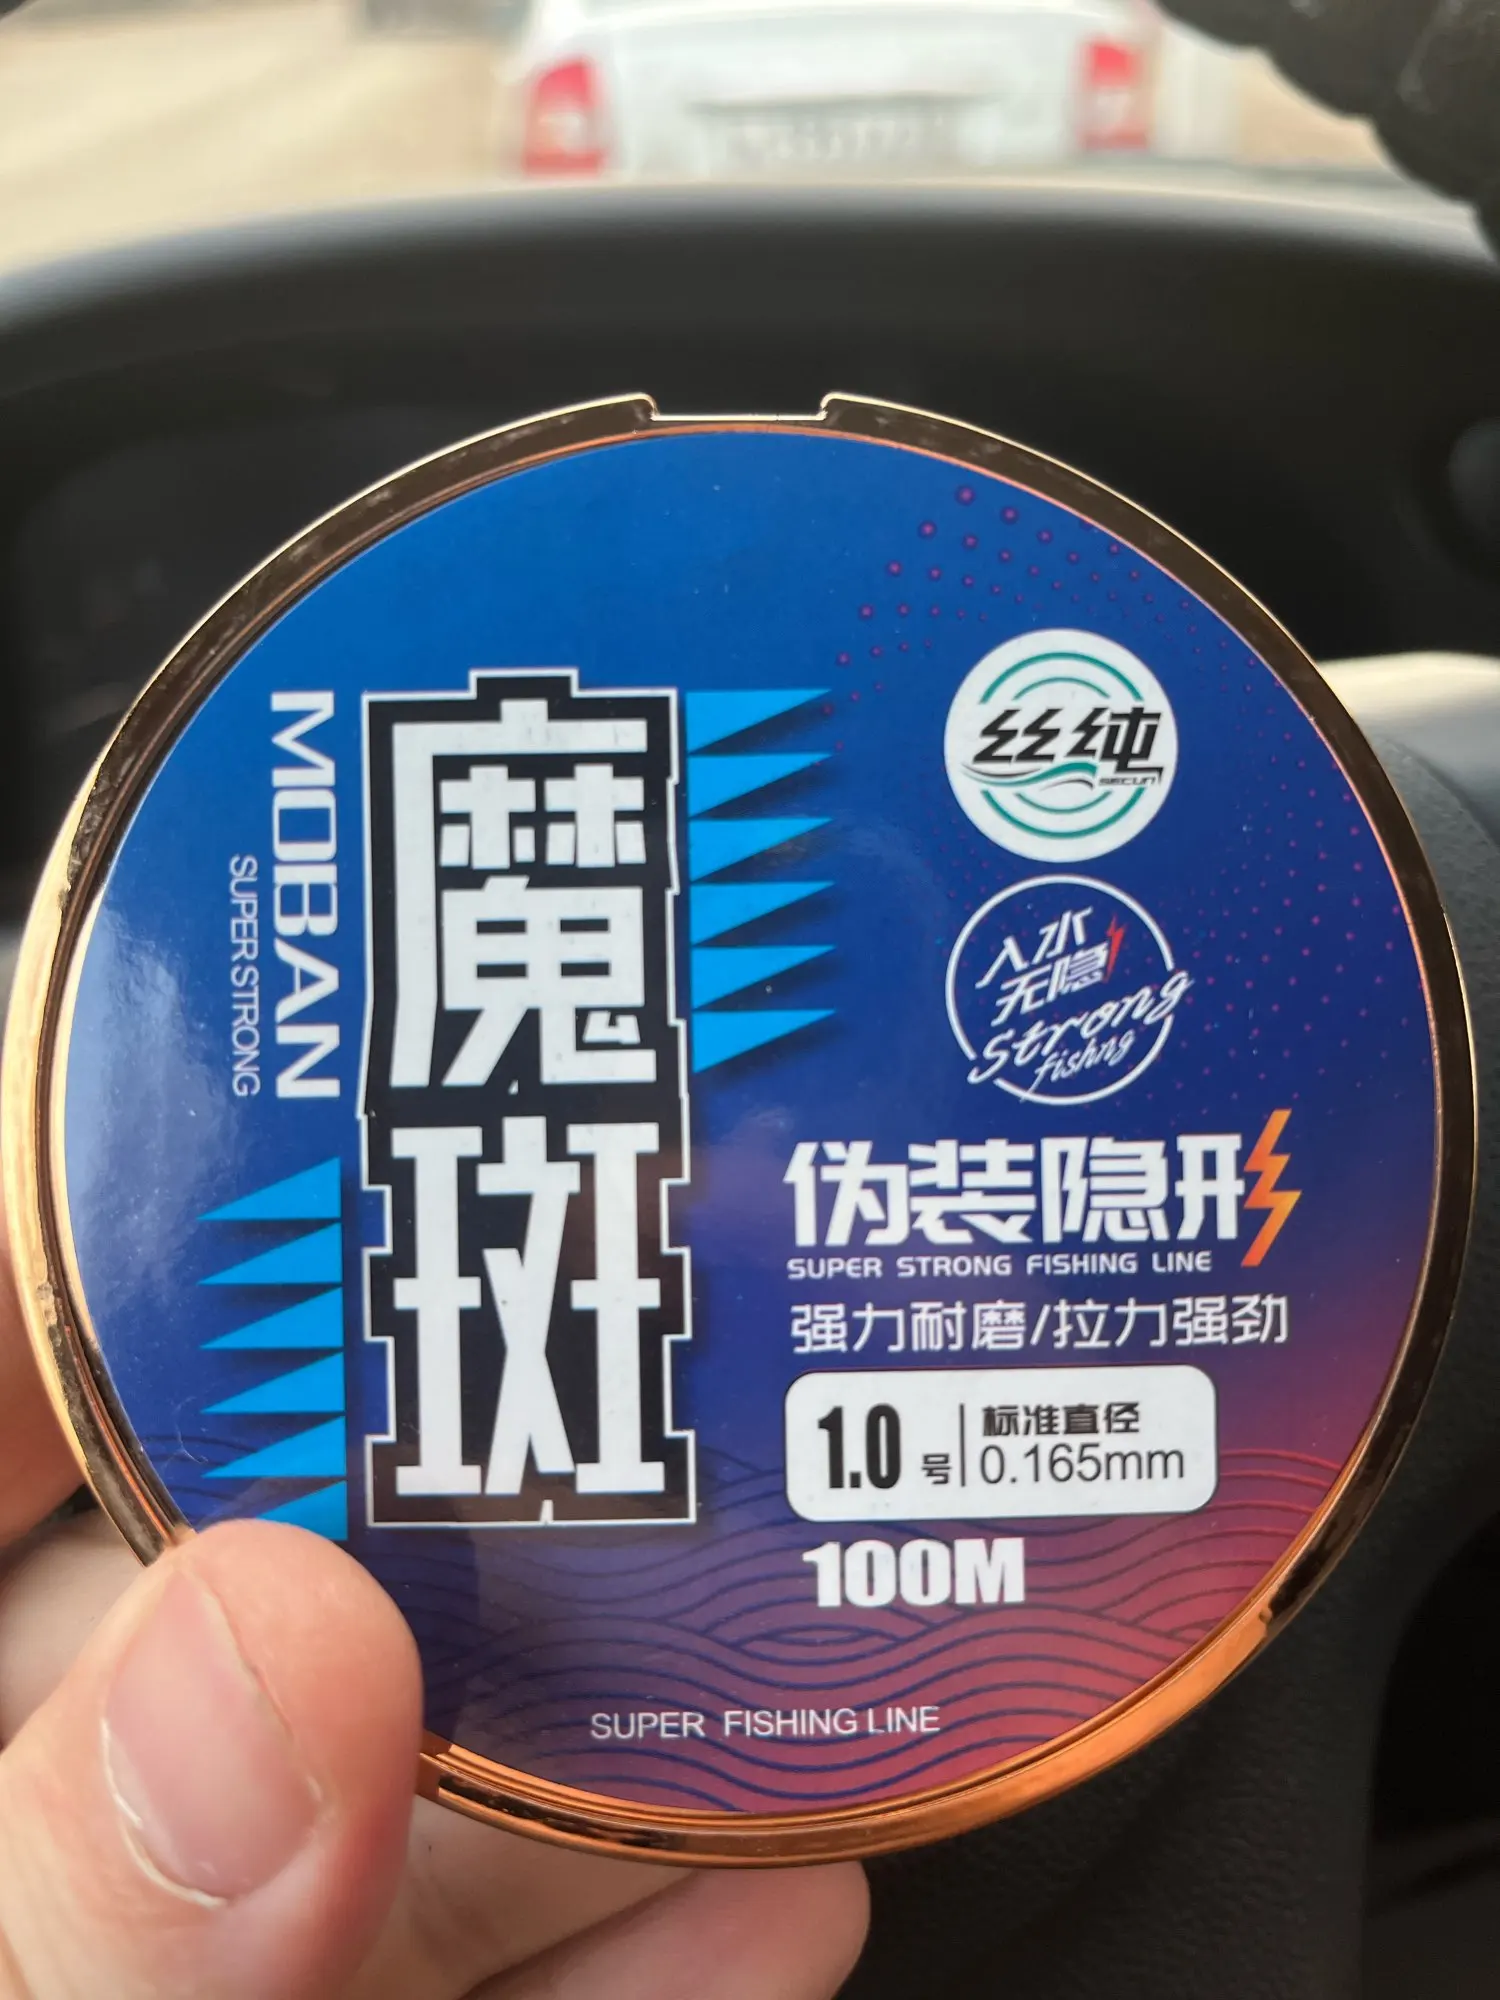 魔斑
MOBAN
SUPER STRONG
丝纯
SECUN
入水
无隐
Strong
fishng
伪装隐形
SUPER STRONG FISHING LINE
强力耐磨/拉力强劲
1.0号
标准直径
0.165mm
100M
SUPER FISHING LINE